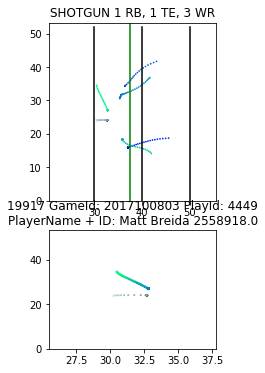 SHOTGUN 1 RB, 1 TE, 3 WR
50
40
30
20
10
0
30 40 50
19917 GameId: 2017100803 PlayId: 4449
PlayerName + ID: Matt Breida 2558918.0
40
20
0
27.5 30.0 32.5 35.0 37.5